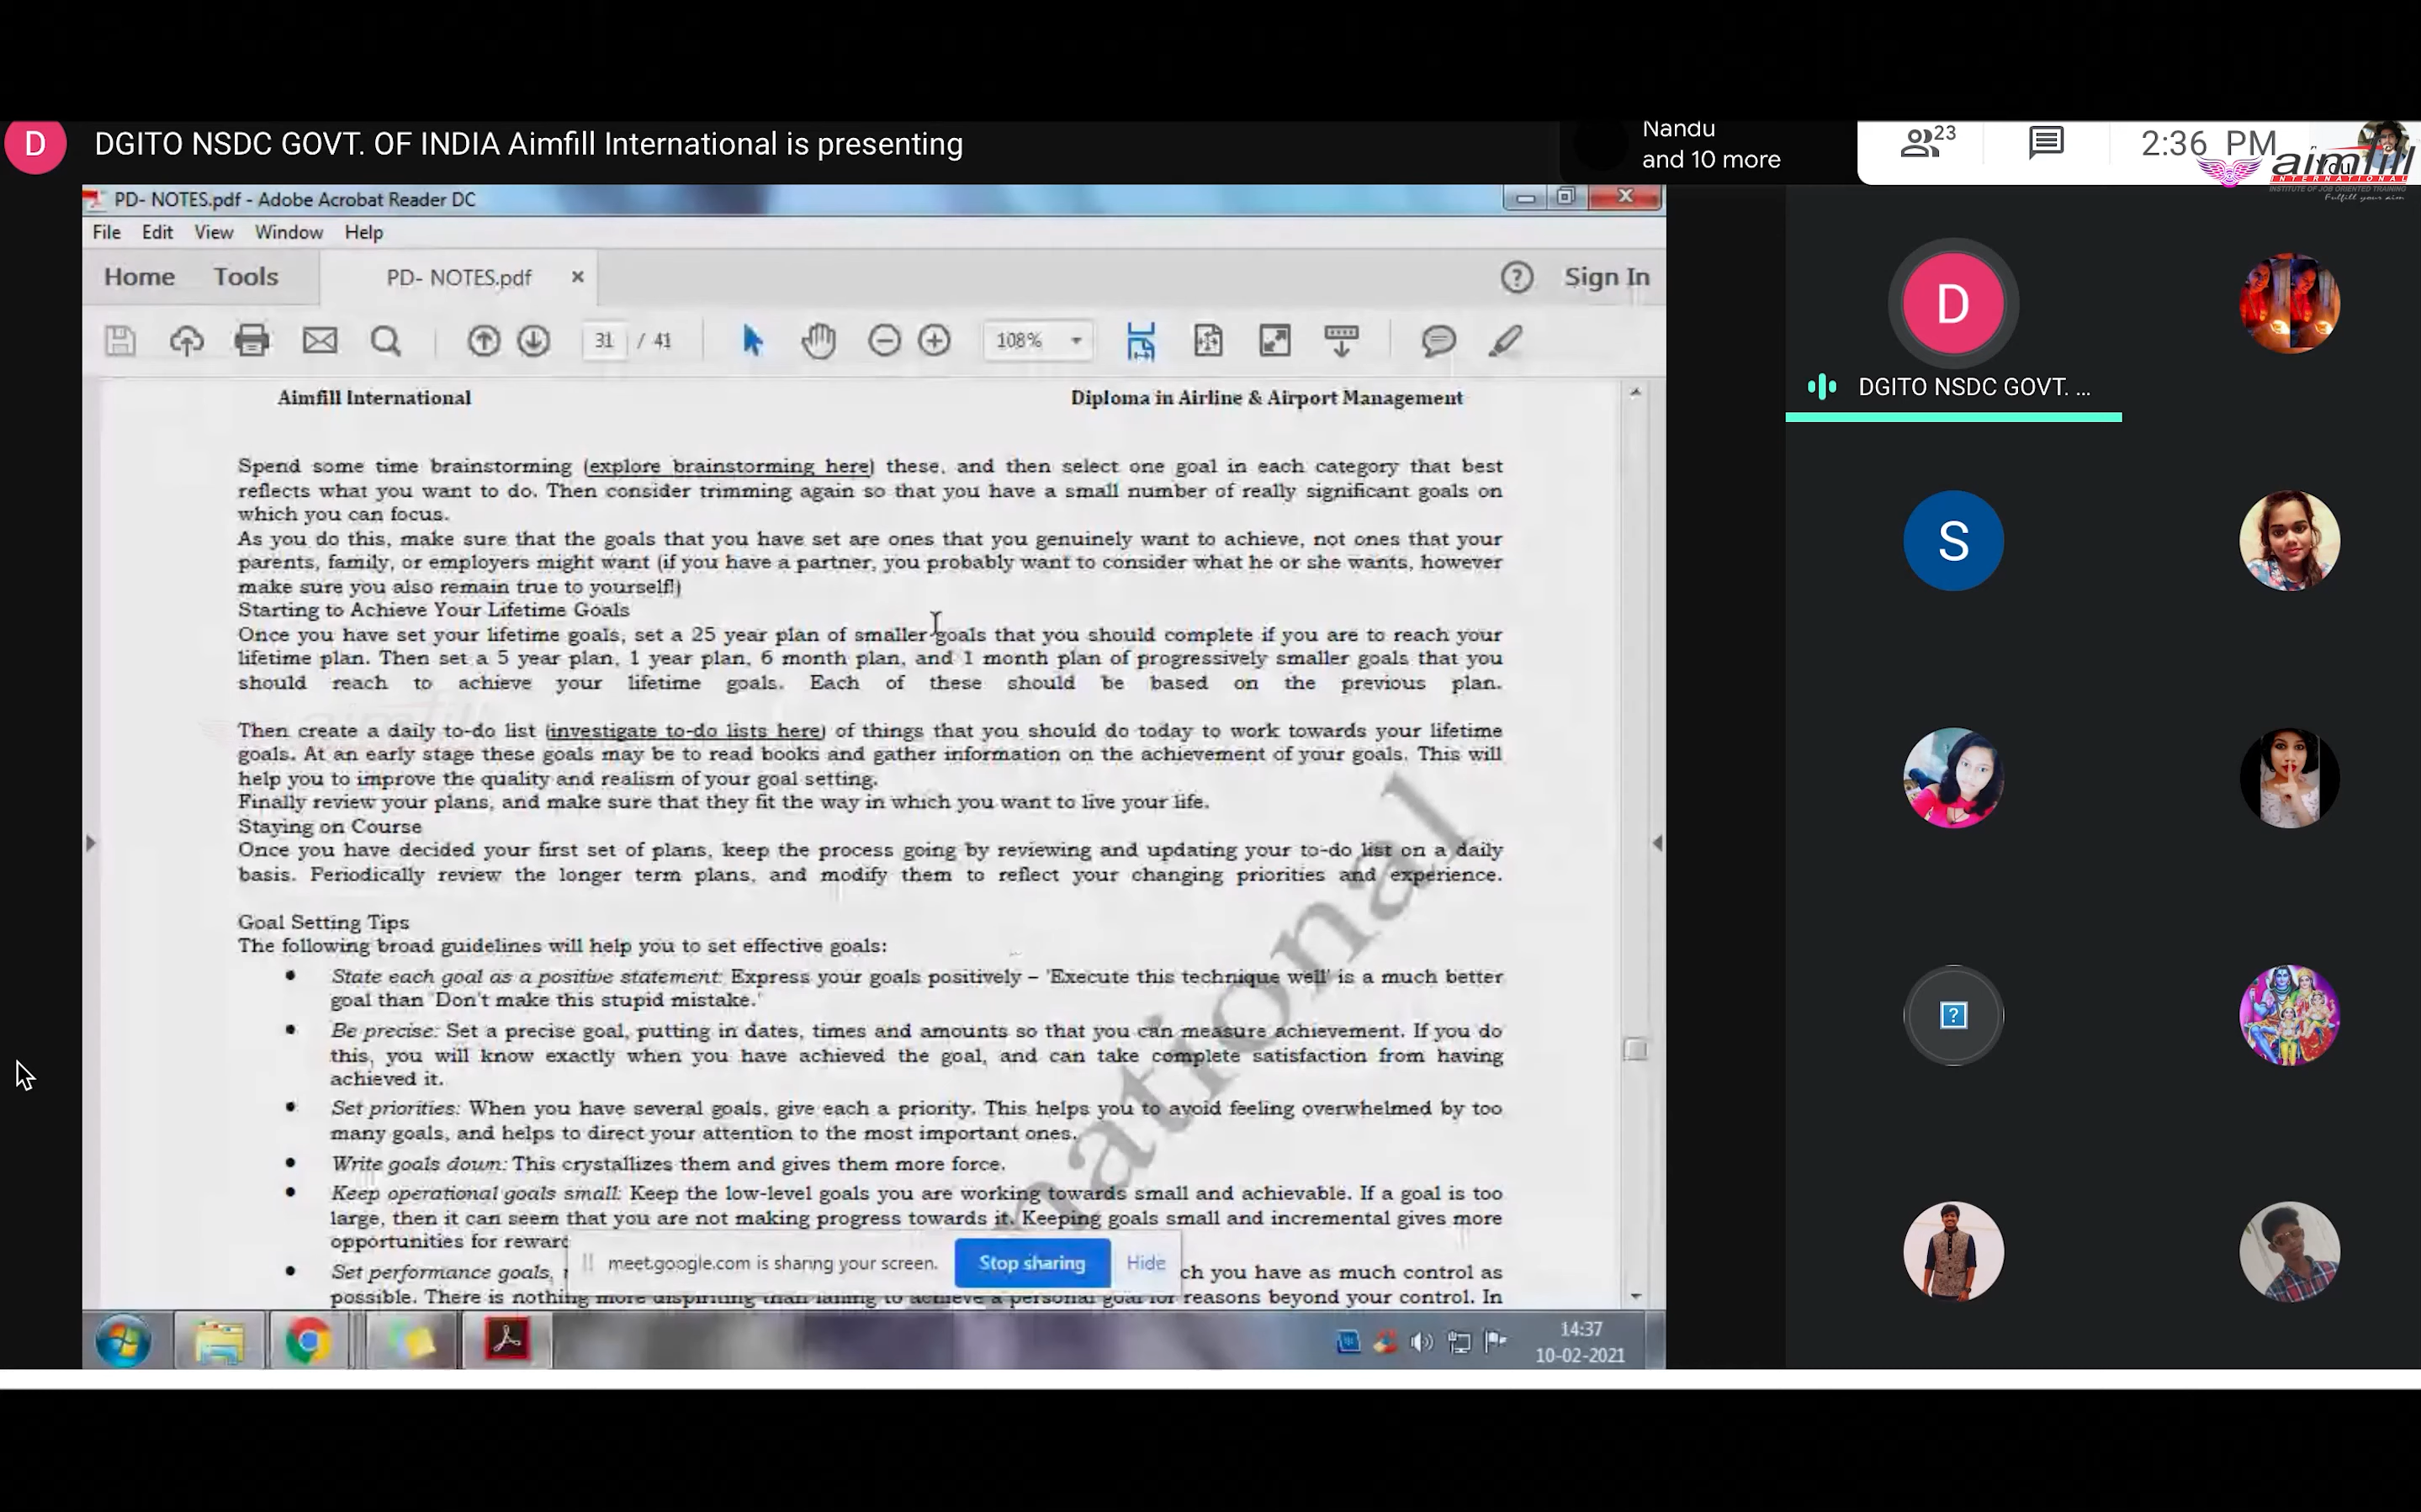 D
DGITO NSDC GOVT. OF INDIA Aimfill International is presenting
Nandu
and 10 more
23
2:36 PM
You
aimfill
INTERNATIONAL
INSTITUTE OF JOB ORIENTED TRAINING
Fulfill your aim
PD- NOTES.pdf - Adobe Acrobat Reader DC
File Edit View Window Help
Home Tools PD- NOTES.pdf × ? Sign In
31 / 41 108%
Aimfill International Diploma in Airline & Airport Management
Spend some time brainstorming (explore brainstorming here) these, and then select one goal in each category that best
reflects what you want to do. Then consider trimming again so that you have a small number of really significant goals on
which you can focus.
As you do this, make sure that the goals that you have set are ones that you genuinely want to achieve, not ones that your
parents, family, or employers might want (if you have a partner, you probably want to consider what he or she wants, however
make sure you also remain true to yourself!)
Starting to Achieve Your Lifetime Goals
Once you have set your lifetime goals, set a 25 year plan of smaller goals that you should complete if you are to reach your
lifetime plan. Then set a 5 year plan, 1 year plan, 6 month plan, and 1 month plan of progressively smaller goals that you
should reach to achieve your lifetime goals. Each of these should be based on the previous plan.
Then create a daily to-do list (investigate to-do lists here) of things that you should do today to work towards your lifetime
goals. At an early stage these goals may be to read books and gather information on the achievement of your goals. This will
help you to improve the quality and realism of your goal setting.
Finally review your plans, and make sure that they fit the way in which you want to live your life.
Staying on Course
Once you have decided your first set of plans, keep the process going by reviewing and updating your to-do list on a daily
basis. Periodically review the longer term plans, and modify them to reflect your changing priorities and experience.
Goal Setting Tips
The following broad guidelines will help you to set effective goals:
• State each goal as a positive statement: Express your goals positively – 'Execute this technique well' is a much better
goal than 'Don't make this stupid mistake.'
• Be precise: Set a precise goal, putting in dates, times and amounts so that you can measure achievement. If you do
this, you will know exactly when you have achieved the goal, and can take complete satisfaction from having
achieved it.
• Set priorities: When you have several goals, give each a priority. This helps you to avoid feeling overwhelmed by too
many goals, and helps to direct your attention to the most important ones.
• Write goals down: This crystallizes them and gives them more force.
• Keep operational goals small: Keep the low-level goals you are working towards small and achievable. If a goal is too
large, then it can seem that you are not making progress towards it. Keeping goals small and incremental gives more
opportunities for reward
• Set performance goals, ch you have as much control as
possible. There is nothing more dispiriting than failing to achieve a personal goal for reasons beyond your control. In
national
meet.google.com is sharing your screen. Stop sharing Hide
14:37
10-02-2021
D
DGITO NSDC GOVT. ...
S
?